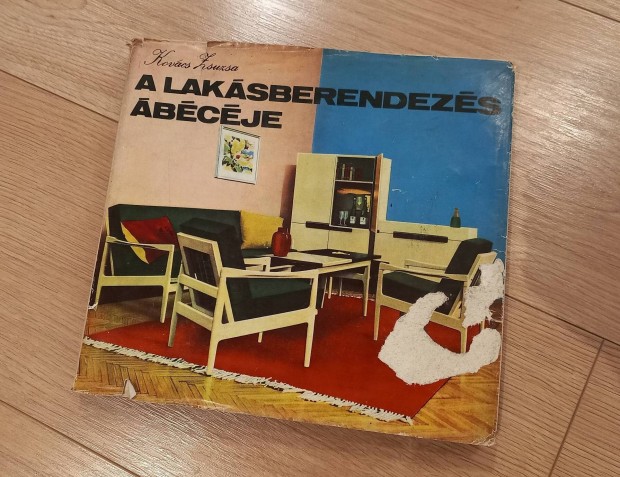 Kovács Zsuzsa
A LAKÁSBERENDEZÉS
ÁBÉCÉJE